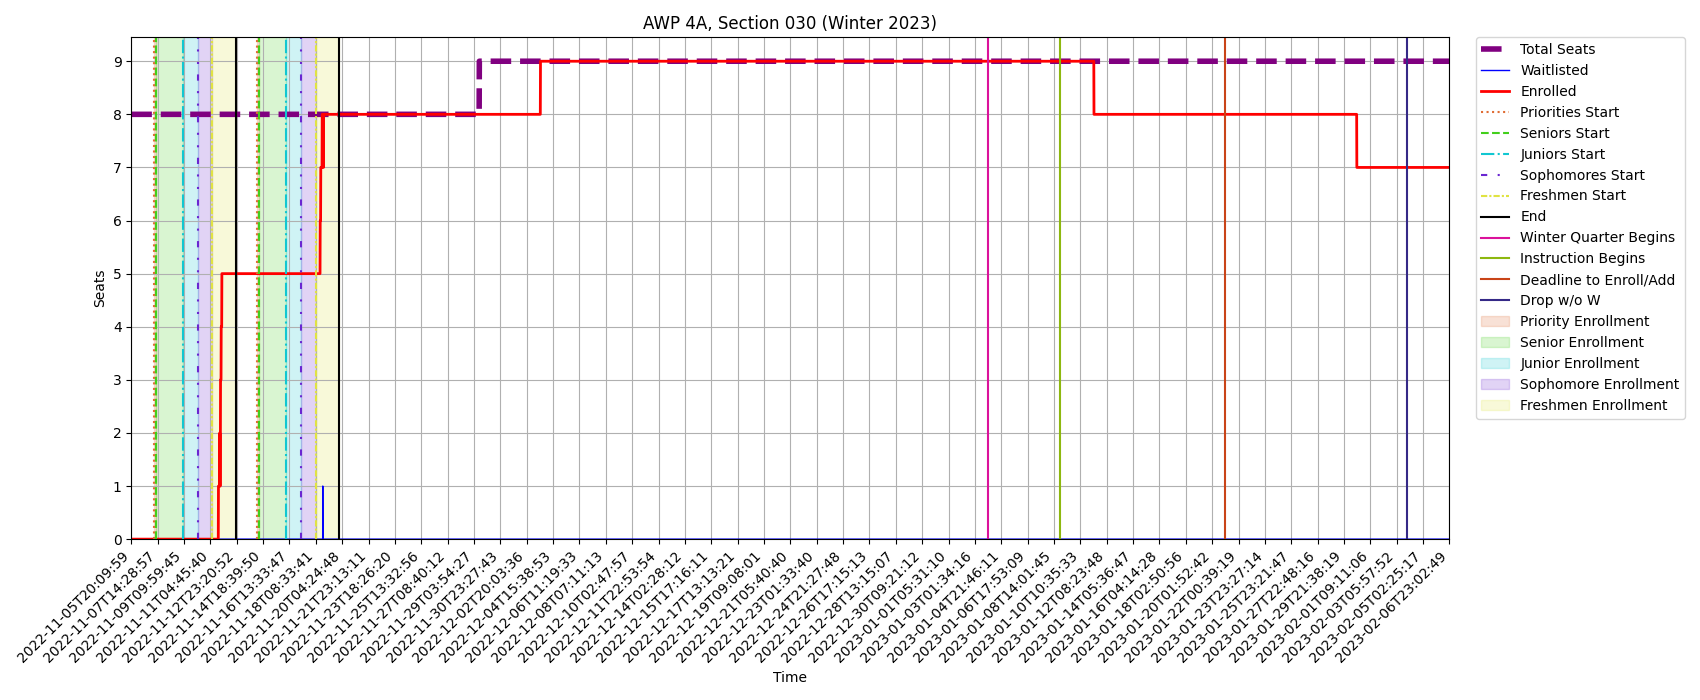 AWP 4A, Section 030 (Winter 2023)
Seats
9
8
7
6
5
4
3
2
1
0
2022-11-05T20:09:59
2022-11-07T14:28:57
2022-11-09T09:59:45
2022-11-11T04:45:40
2022-11-12T23:20:52
2022-11-14T18:39:50
2022-11-16T13:33:47
2022-11-18T08:33:41
2022-11-20T04:24:48
2022-11-21T23:13:11
2022-11-23T18:26:20
2022-11-25T13:32:56
2022-11-27T08:40:12
2022-11-29T03:54:27
2022-11-30T23:27:43
2022-12-02T20:03:36
2022-12-04T15:38:53
2022-12-06T11:19:33
2022-12-08T07:11:13
2022-12-10T02:47:57
2022-12-11T22:53:54
2022-12-14T02:28:12
2022-12-15T17:16:11
2022-12-17T13:13:21
2022-12-19T09:08:01
2022-12-21T05:40:40
2022-12-23T01:33:40
2022-12-24T21:27:48
2022-12-26T17:15:13
2022-12-28T13:15:07
2022-12-30T09:21:12
2023-01-01T05:31:10
2023-01-03T01:34:16
2023-01-04T21:46:11
2023-01-06T17:53:09
2023-01-08T14:01:45
2023-01-10T10:35:33
2023-01-12T08:23:48
2023-01-14T05:36:47
2023-01-16T04:14:28
2023-01-18T02:50:56
2023-01-20T01:52:42
2023-01-22T00:39:19
2023-01-23T23:27:14
2023-01-25T23:21:47
2023-01-27T22:48:16
2023-01-29T21:38:19
2023-02-01T09:11:06
2023-02-03T05:57:52
2023-02-05T02:25:17
2023-02-06T23:02:49
Time
Total Seats
Waitlisted
Enrolled
Priorities Start
Seniors Start
Juniors Start
Sophomores Start
Freshmen Start
End
Winter Quarter Begins
Instruction Begins
Deadline to Enroll/Add
Drop w/o W
Priority Enrollment
Senior Enrollment
Junior Enrollment
Sophomore Enrollment
Freshmen Enrollment